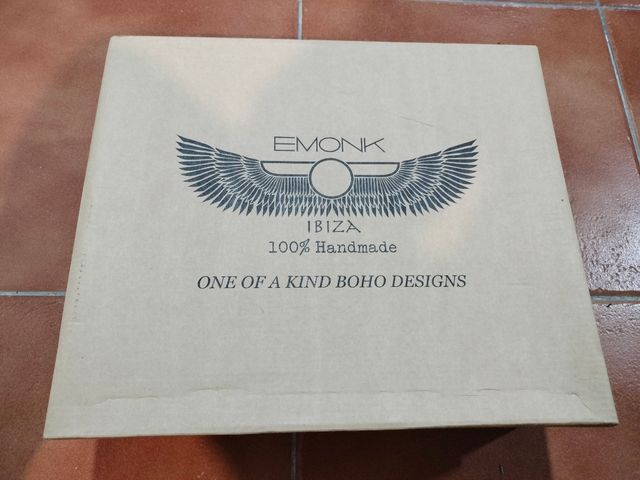 EMONK
IBIZA
100% Handmade
ONE OF A KIND BOHO DESIGNS